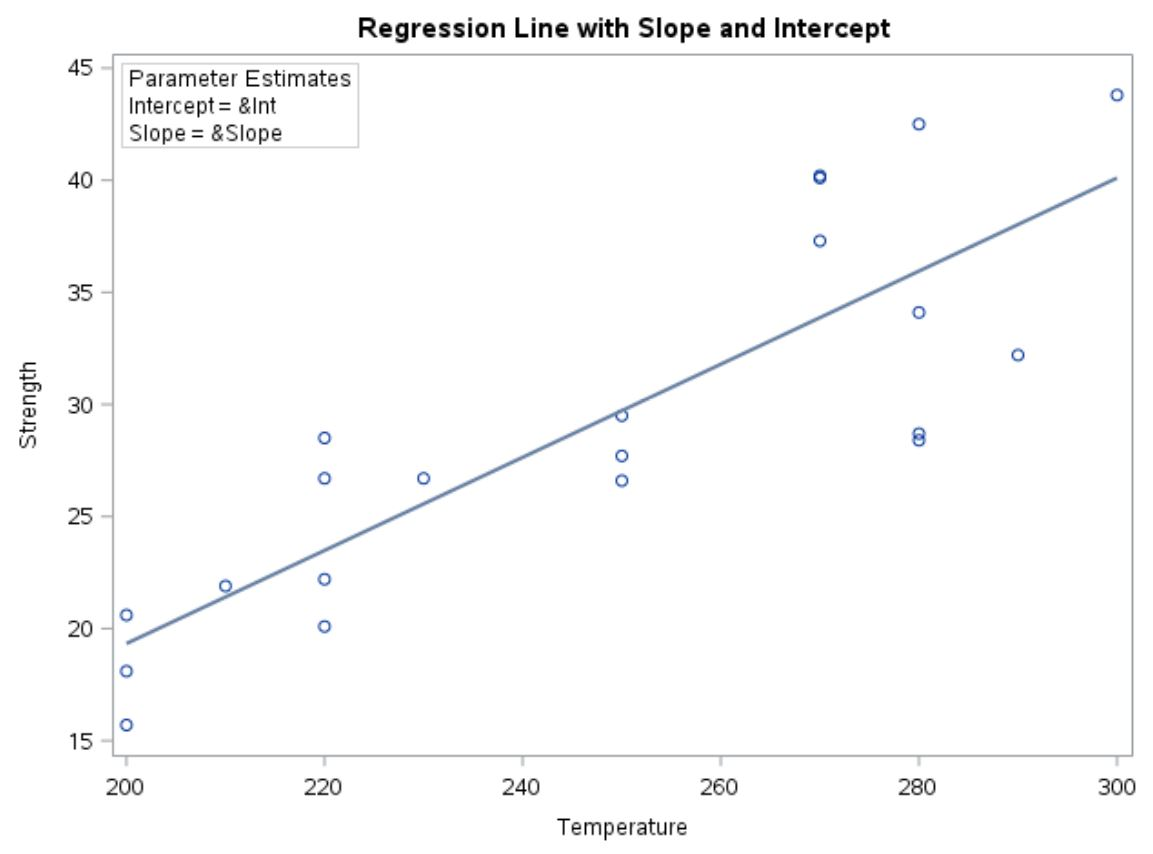 Regression Line with Slope and Intercept
Parameter Estimates
Intercept = &Int
Slope = &Slope
45
40
35
30
25
20
15
Strength
200 220 240 260 280 300
Temperature